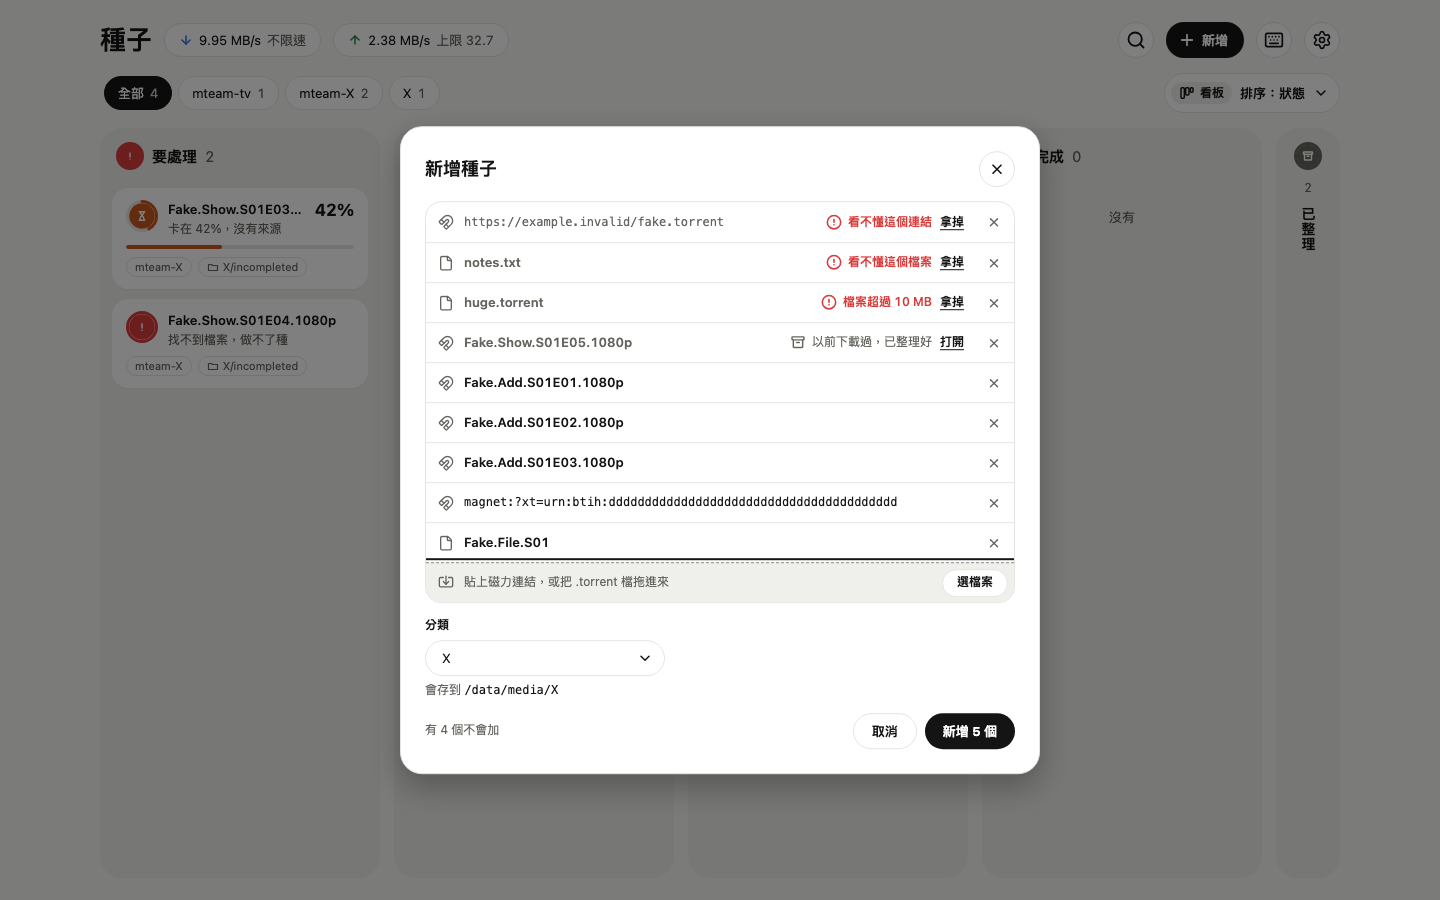 種子
9.95 MB/s 不限速
2.38 MB/s 上限 32.7
新增
全部 4
mteam-tv 1
mteam-X 2
X 1
看板 排序：狀態
要處理 2
Fake.Show.S01E03... 42%
卡在 42%，沒有來源
mteam-X X/incompleted
Fake.Show.S01E04.1080p
找不到檔案，做不了種
mteam-X X/incompleted
完成 0
沒有
2
已整理
新增種子
https://example.invalid/fake.torrent 看不懂這個連結 拿掉
notes.txt 看不懂這個檔案 拿掉
huge.torrent 檔案超過 10 MB 拿掉
Fake.Show.S01E05.1080p 以前下載過，已整理好 打開
Fake.Add.S01E01.1080p
Fake.Add.S01E02.1080p
Fake.Add.S01E03.1080p
magnet:?xt=urn:btih:dddddddddddddddddddddddddddddddddddddddd
Fake.File.S01
貼上磁力連結，或把 .torrent 檔拖進來 選檔案
分類
X
會存到 /data/media/X
有 4 個不會加
取消
新增 5 個